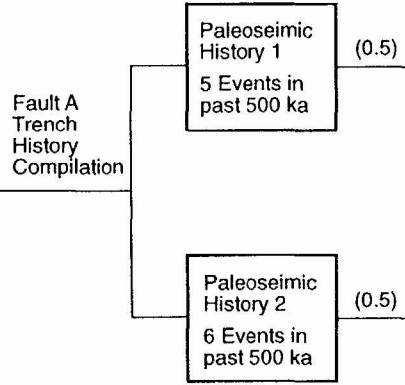 Paleoseimic
History 1
5 Events in
past 500 ka
(0.5)
Fault A
Trench
History
Compilation
Paleoseimic
History 2
6 Events in
past 500 ka
(0.5)